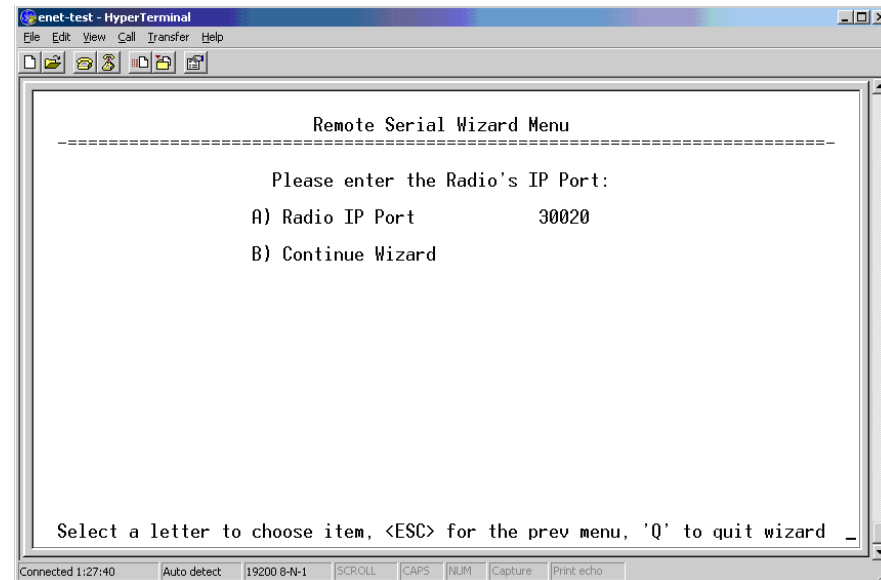 enet-test - HyperTerminal
File Edit View Call Transfer Help
Remote Serial Wizard Menu
-==========================================================================-
Please enter the Radio's IP Port:
A) Radio IP Port 30020
B) Continue Wizard
Select a letter to choose item, <ESC> for the prev menu, 'Q' to quit wizard _
Connected 1:27:40 Auto detect 19200 8-N-1 SCROLL CAPS NUM Capture Print echo